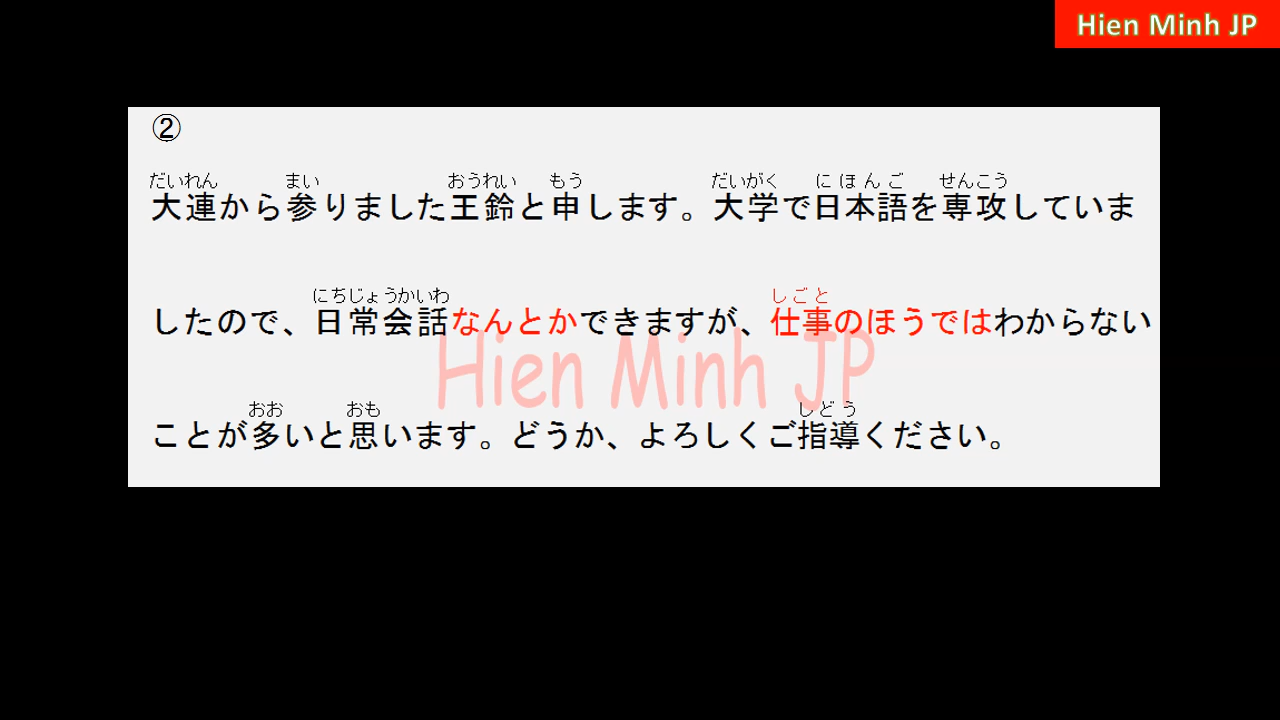 Hien Minh JP
②
だいれん まい おうれい もう だいがく にほんご せんこう
大連から参りました王鈴と申します。大学で日本語を専攻していま
にちじょうかいわ しごと
したので、日常会話なんとかできますが、仕事のほうではわからない
Hien Minh JP
おお おも しどう
ことが多いと思います。どうか、よろしくご指導ください。